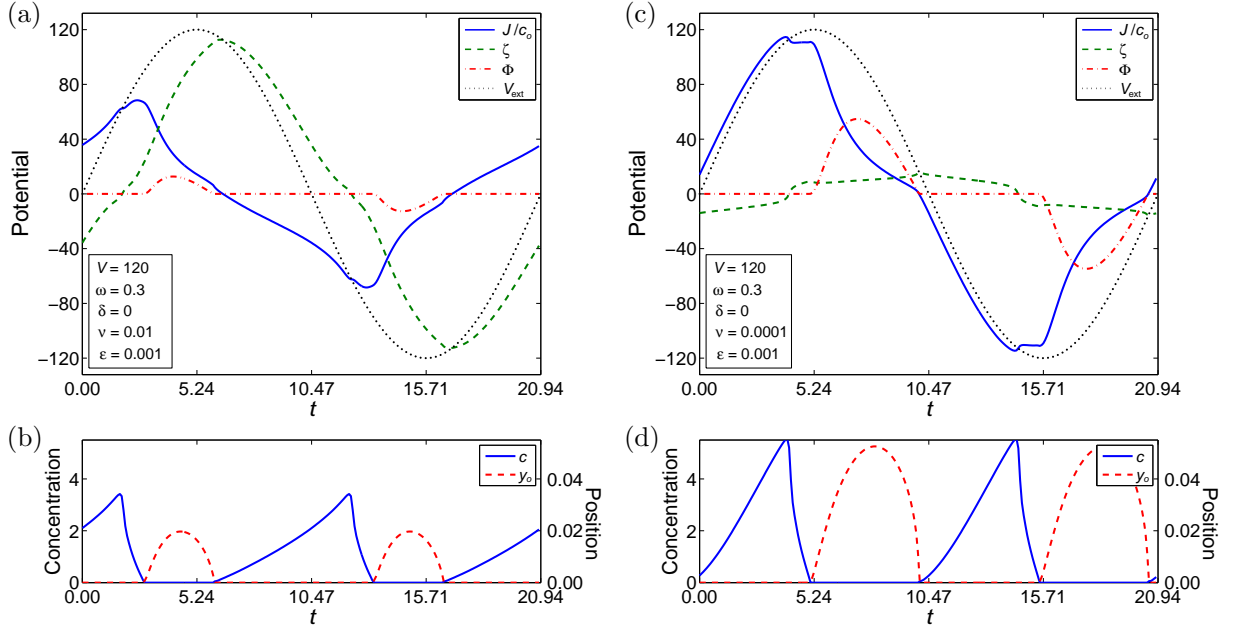 (a)
120
80
40
0
−40
−80
−120
Potential
J/cₒ
ζ
Φ
V_ext
V = 120
ω = 0.3
δ = 0
ν = 0.01
ε = 0.001
0.00 5.24 10.47 15.71 20.94
t
(b)
4
2
0
Concentration
c
yₒ
0.04
0.02
0.00
Position
0.00 5.24 10.47 15.71 20.94
t
(c)
120
80
40
0
−40
−80
−120
Potential
J/cₒ
ζ
Φ
V_ext
V = 120
ω = 0.3
δ = 0
ν = 0.0001
ε = 0.001
0.00 5.24 10.47 15.71 20.94
t
(d)
4
2
0
Concentration
c
yₒ
0.04
0.02
0.00
Position
0.00 5.24 10.47 15.71 20.94
t